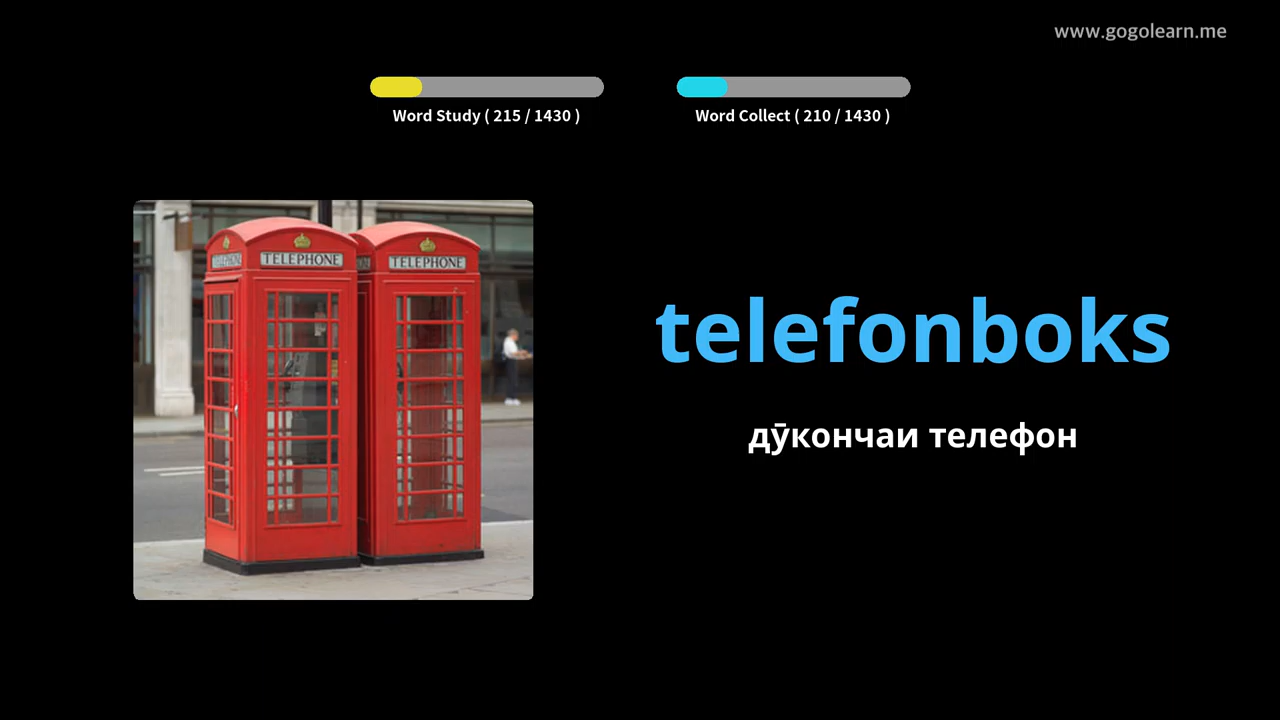 www.gogolearn.me
Word Study ( 215 / 1430 )
Word Collect ( 210 / 1430 )
TELEPHONE
TELEPHONE
telefonboks
дӯкончаи телефон